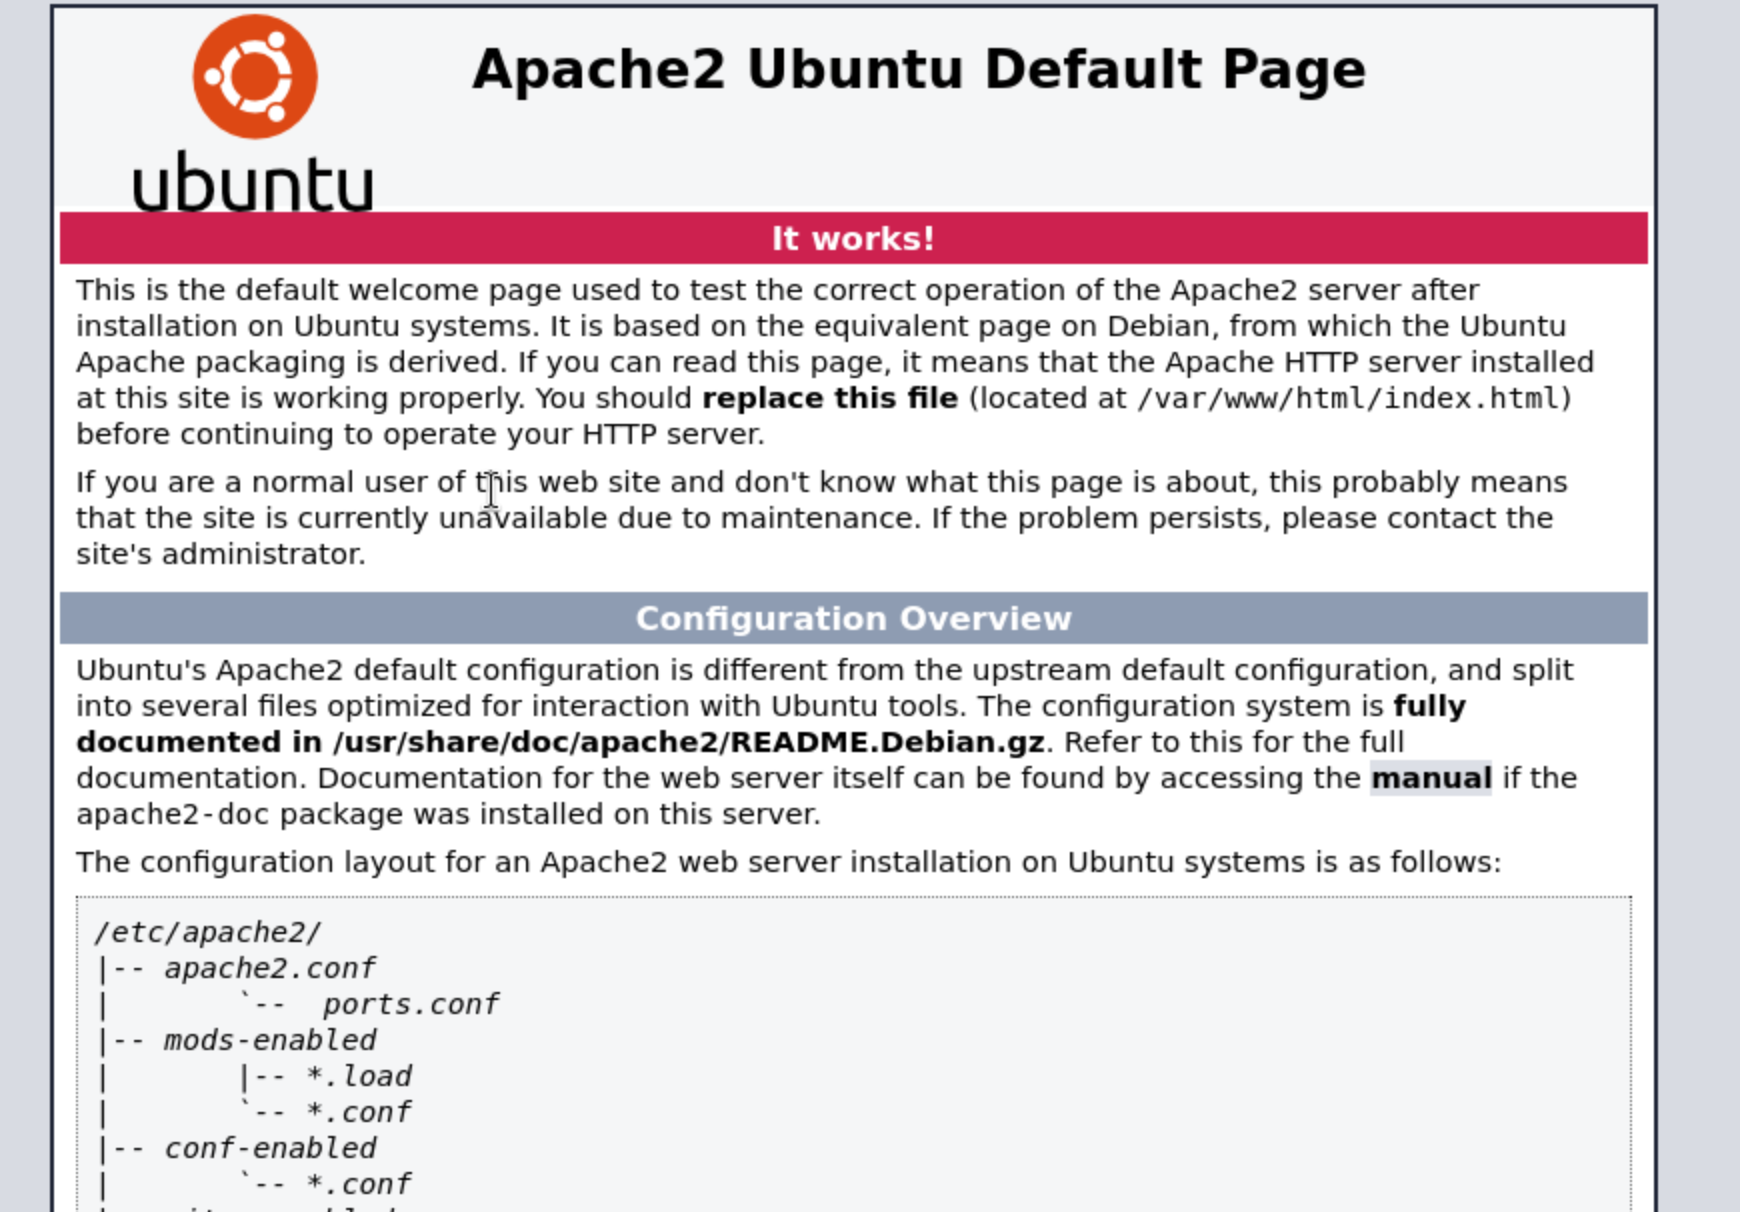 ubuntu
Apache2 Ubuntu Default Page
It works!
This is the default welcome page used to test the correct operation of the Apache2 server after
installation on Ubuntu systems. It is based on the equivalent page on Debian, from which the Ubuntu
Apache packaging is derived. If you can read this page, it means that the Apache HTTP server installed
at this site is working properly. You should replace this file (located at /var/www/html/index.html)
before continuing to operate your HTTP server.
If you are a normal user of this web site and don't know what this page is about, this probably means
that the site is currently unavailable due to maintenance. If the problem persists, please contact the
site's administrator.
Configuration Overview
Ubuntu's Apache2 default configuration is different from the upstream default configuration, and split
into several files optimized for interaction with Ubuntu tools. The configuration system is fully
documented in /usr/share/doc/apache2/README.Debian.gz. Refer to this for the full
documentation. Documentation for the web server itself can be found by accessing the manual if the
apache2-doc package was installed on this server.
The configuration layout for an Apache2 web server installation on Ubuntu systems is as follows:
/etc/apache2/
|-- apache2.conf
|       `--  ports.conf
|-- mods-enabled
|       |-- *.load
|       `-- *.conf
|-- conf-enabled
|       `-- *.conf